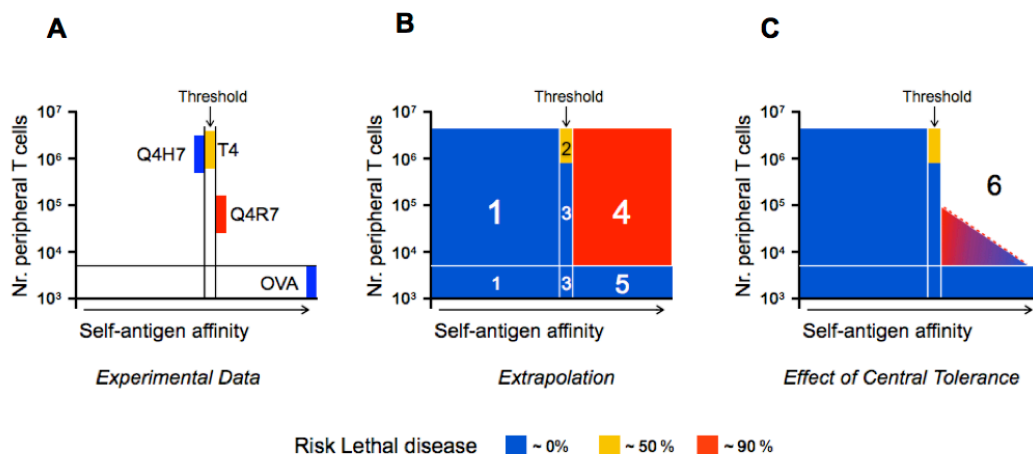 A
B
C
Threshold
Threshold
Threshold
Nr. peripheral T cells
10⁷
10⁶
10⁵
10⁴
10³
Q4H7
T4
Q4R7
OVA
Self-antigen affinity
Experimental Data
Nr. peripheral T cells
10⁷
10⁶
10⁵
10⁴
10³
1
2
3
4
1
3
5
Self-antigen affinity
Extrapolation
Nr. peripheral T cells
10⁷
10⁶
10⁵
10⁴
10³
6
Self-antigen affinity
Effect of Central Tolerance
Risk Lethal disease ~ 0% ~ 50 % ~ 90 %